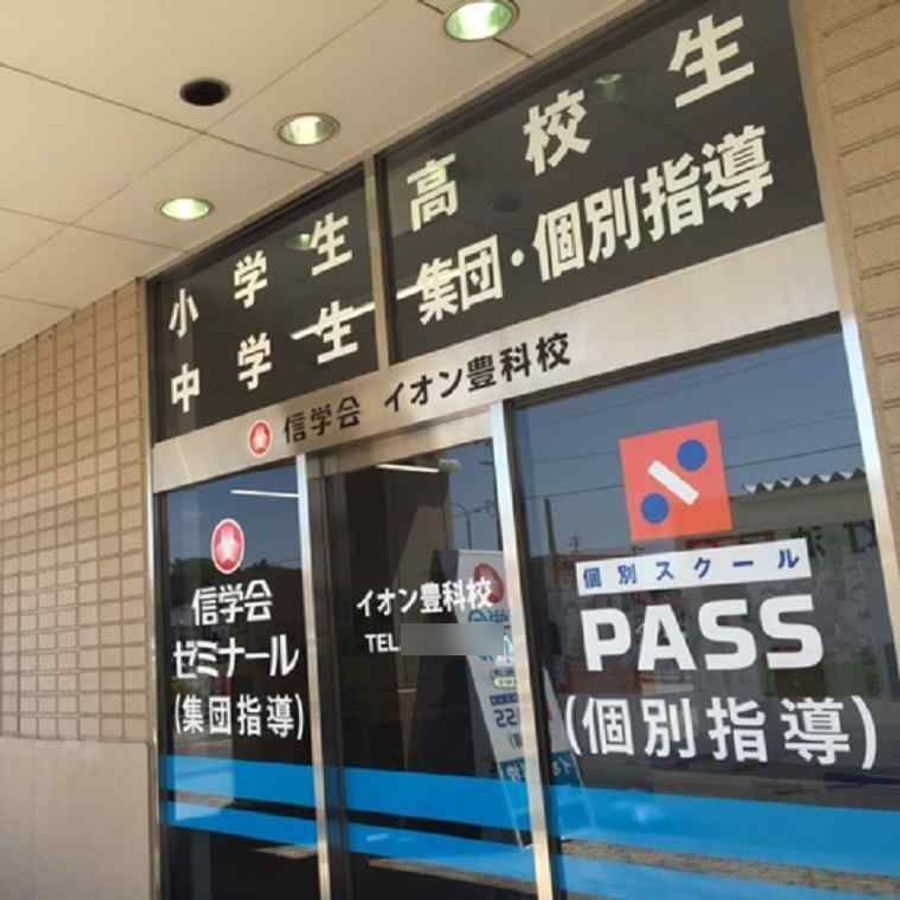 小学生 高校生
中学生 集団・個別指導
信学会 イオン豊科校
信学会
ゼミナール
(集団指導)
イオン豊科校
TEL
個別スクール
PASS
(個別指導)